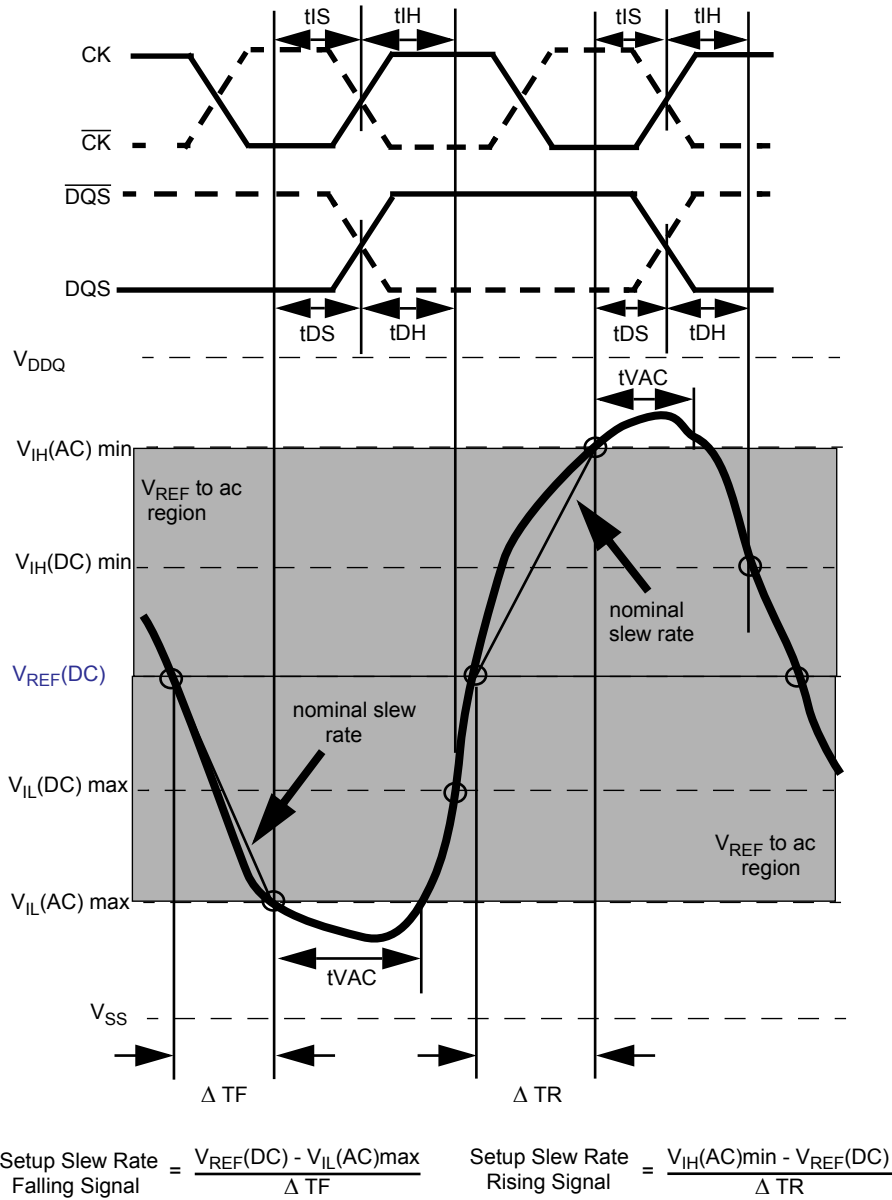 tIS tIH tIS tIH
CK
C̅K̅
D̅Q̅S̅
DQS
tDS tDH tDS tDH
VDDQ
tVAC
VIH(AC) min
VREF to ac
region
VIH(DC) min
nominal
slew rate
VREF(DC)
nominal slew
rate
VIL(DC) max
VREF to ac
region
VIL(AC) max
tVAC
VSS
Δ TF Δ TR
Setup Slew Rate
Falling Signal = VREF(DC) - VIL(AC)max
Δ TF
Setup Slew Rate
Rising Signal = VIH(AC)min - VREF(DC)
Δ TR